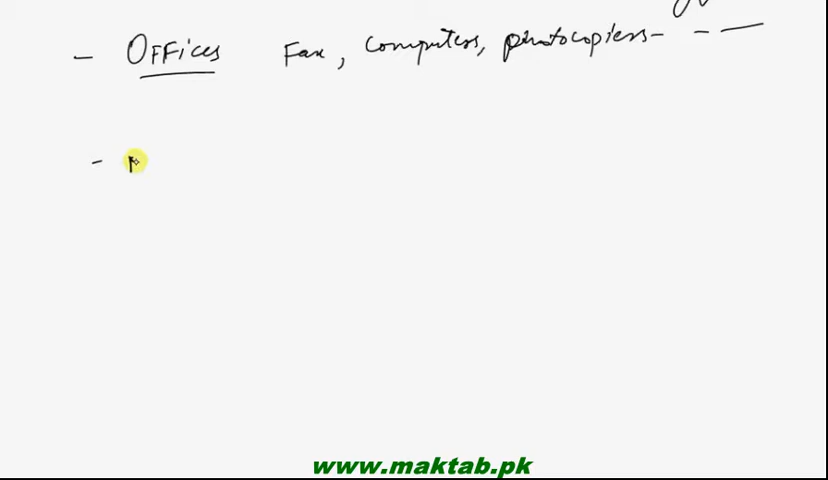 - Offices Fax, Computers, photocopiers - - —
-
www.maktab.pk